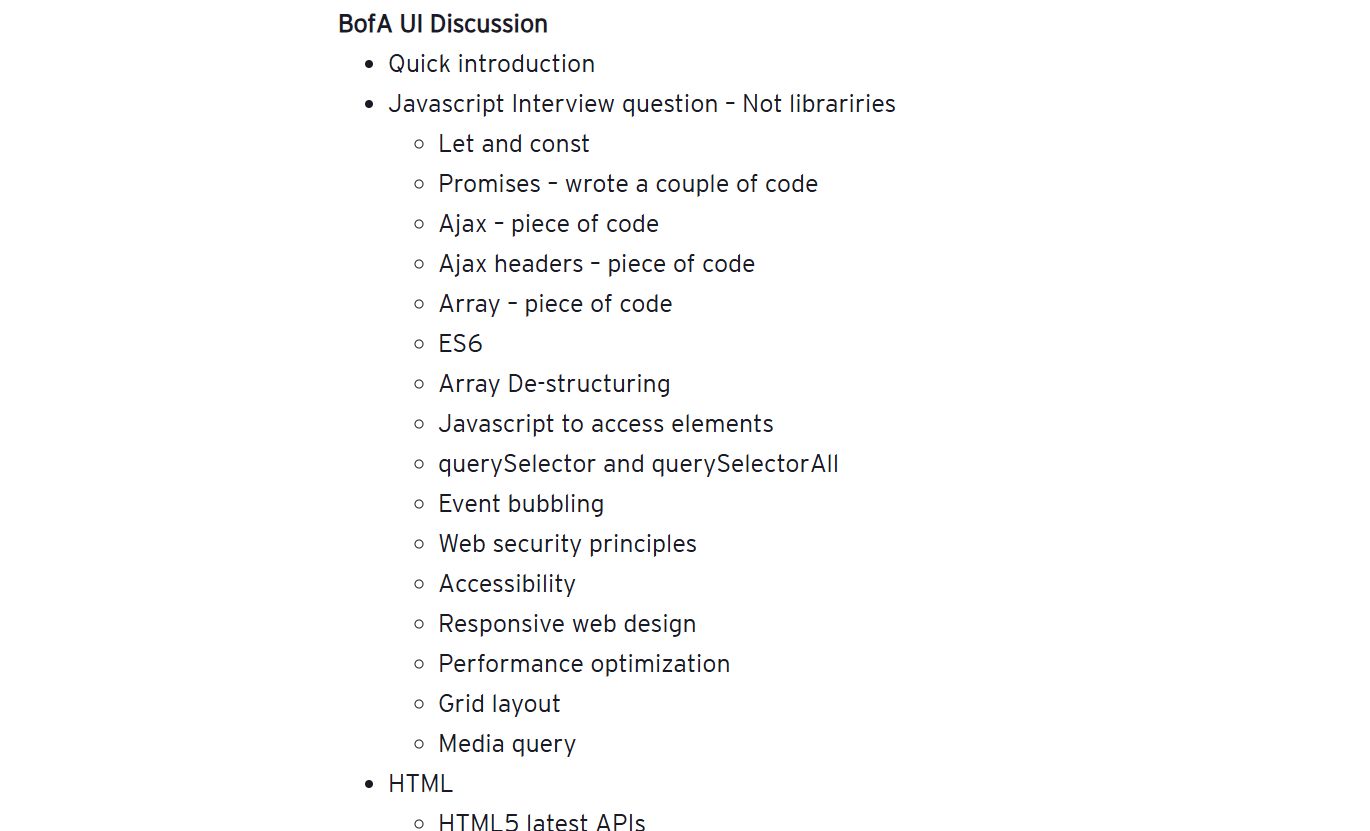 BofA UI Discussion
Quick introduction
Javascript Interview question – Not librariries
Let and const
Promises – wrote a couple of code
Ajax – piece of code
Ajax headers – piece of code
Array – piece of code
ES6
Array De-structuring
Javascript to access elements
querySelector and querySelectorAll
Event bubbling
Web security principles
Accessibility
Responsive web design
Performance optimization
Grid layout
Media query
HTML
HTML5 latest APIs